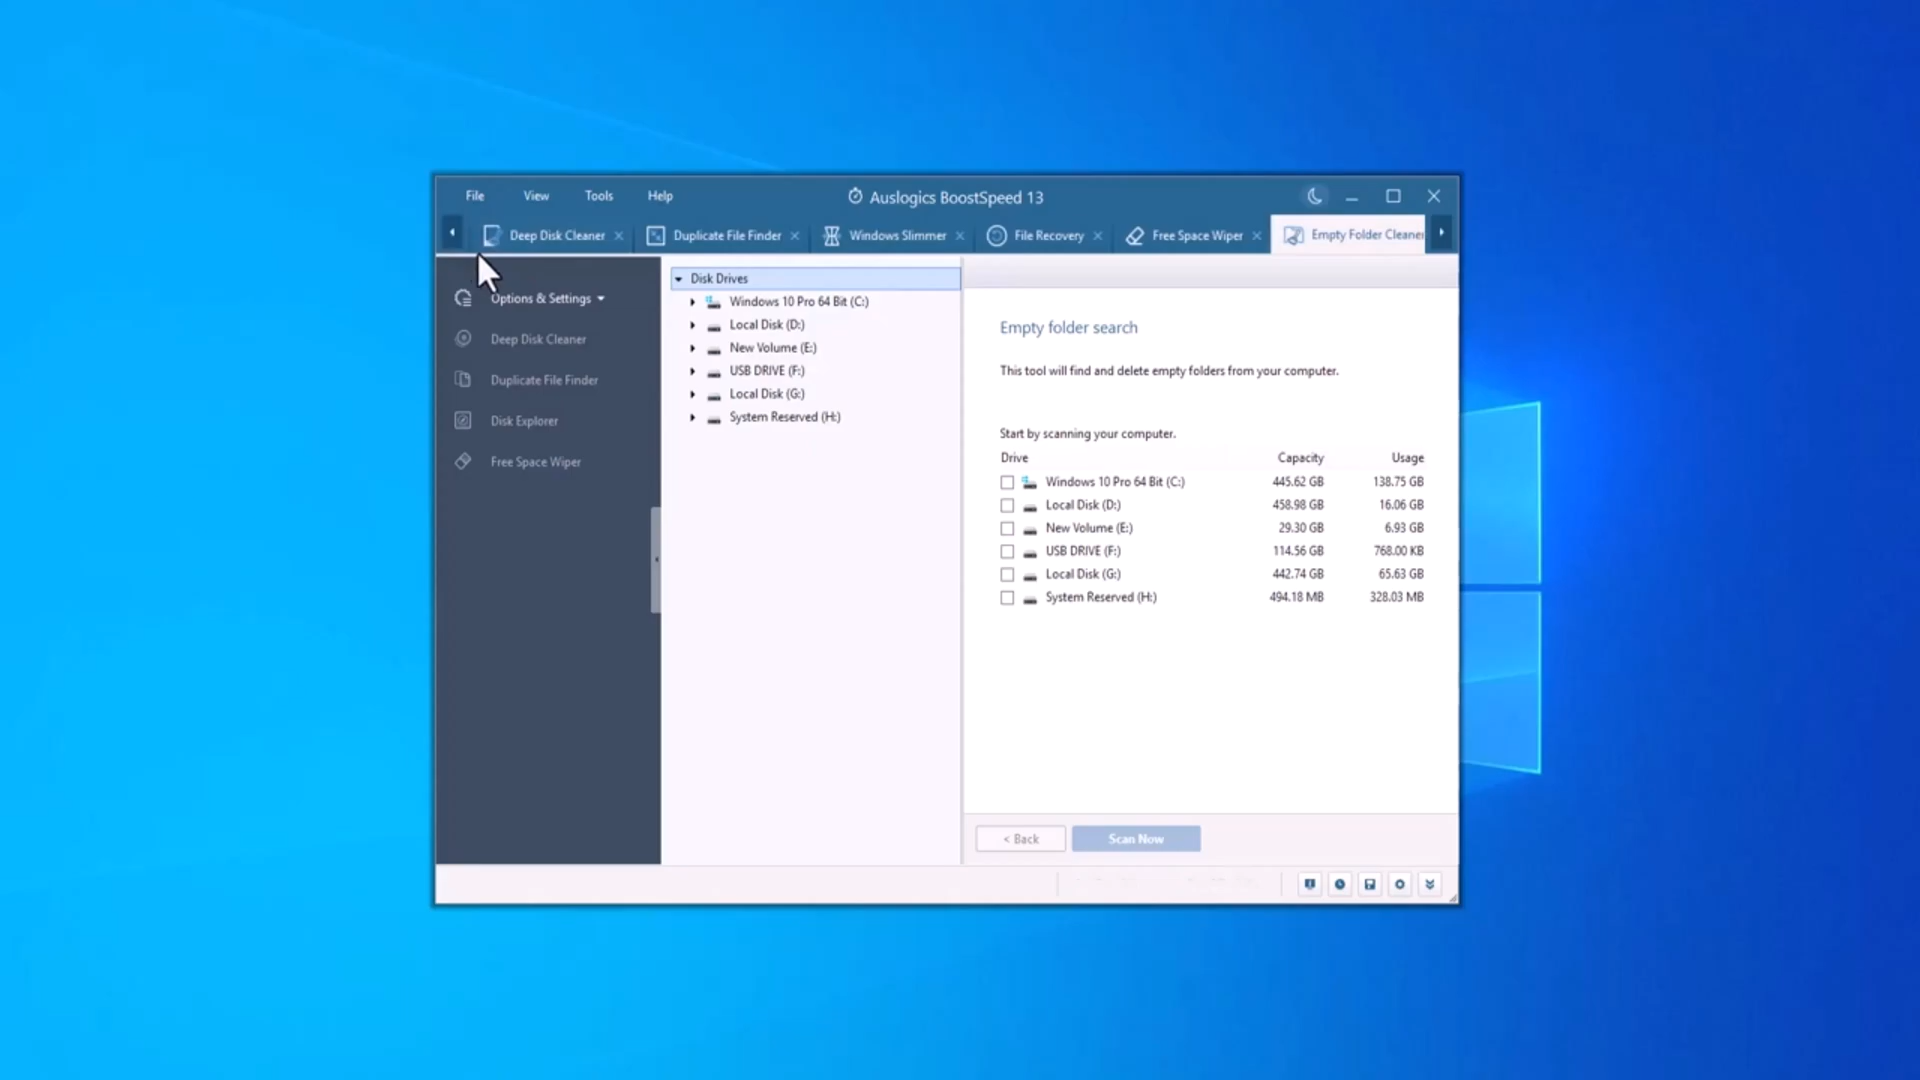 File View Tools Help Auslogics BoostSpeed 13
Deep Disk Cleaner Duplicate File Finder Windows Slimmer File Recovery Free Space Wiper Empty Folder Cleaner
Options & Settings
Deep Disk Cleaner
Duplicate File Finder
Disk Explorer
Free Space Wiper
Disk Drives
Windows 10 Pro 64 Bit (C:)
Local Disk (D:)
New Volume (E:)
USB DRIVE (F:)
Local Disk (G:)
System Reserved (H:)
Empty folder search
This tool will find and delete empty folders from your computer.
Start by scanning your computer.
Drive Capacity Usage
Windows 10 Pro 64 Bit (C:) 445.62 GB 138.75 GB
Local Disk (D:) 458.98 GB 16.06 GB
New Volume (E:) 29.30 GB 6.93 GB
USB DRIVE (F:) 114.56 GB 768.00 KB
Local Disk (G:) 442.74 GB 65.63 GB
System Reserved (H:) 494.18 MB 328.03 MB
< Back Scan Now